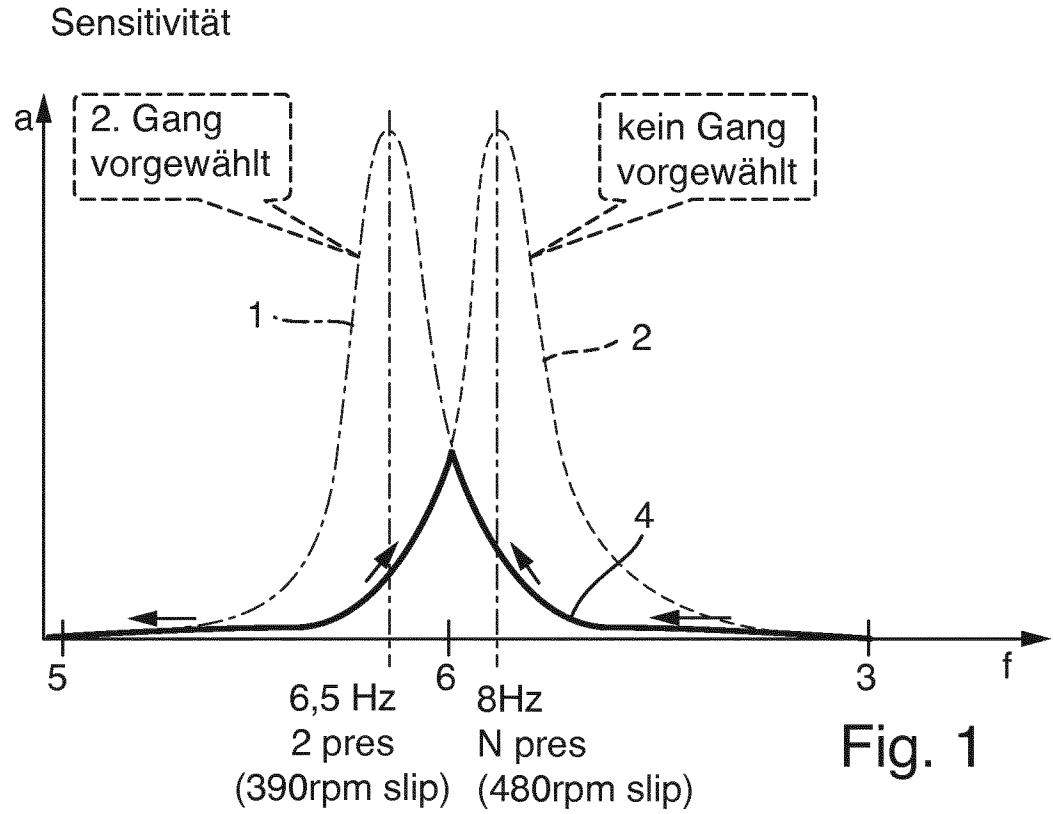 Sensitivität
a
2. Gang
vorgewählt
kein Gang
vorgewählt
1
2
4
5
6
3
f
6,5 Hz
2 pres
(390rpm slip)
8Hz
N pres
(480rpm slip)
Fig. 1